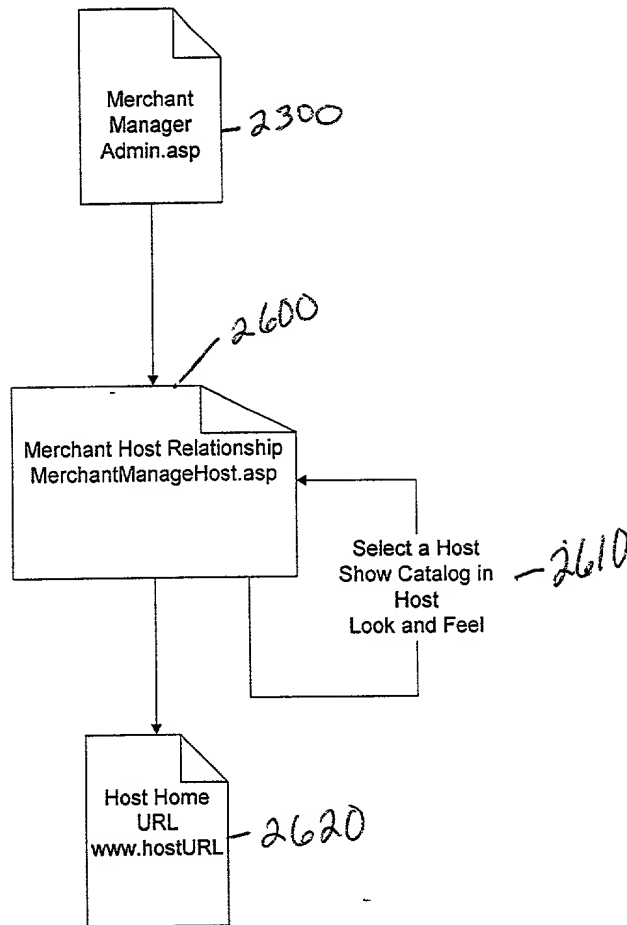 Merchant
Manager
Admin.asp
2300
2600
Merchant Host Relationship
MerchantManageHost.asp
Select a Host
Show Catalog in
Host
Look and Feel
2610
Host Home
URL
www.hostURL
2620